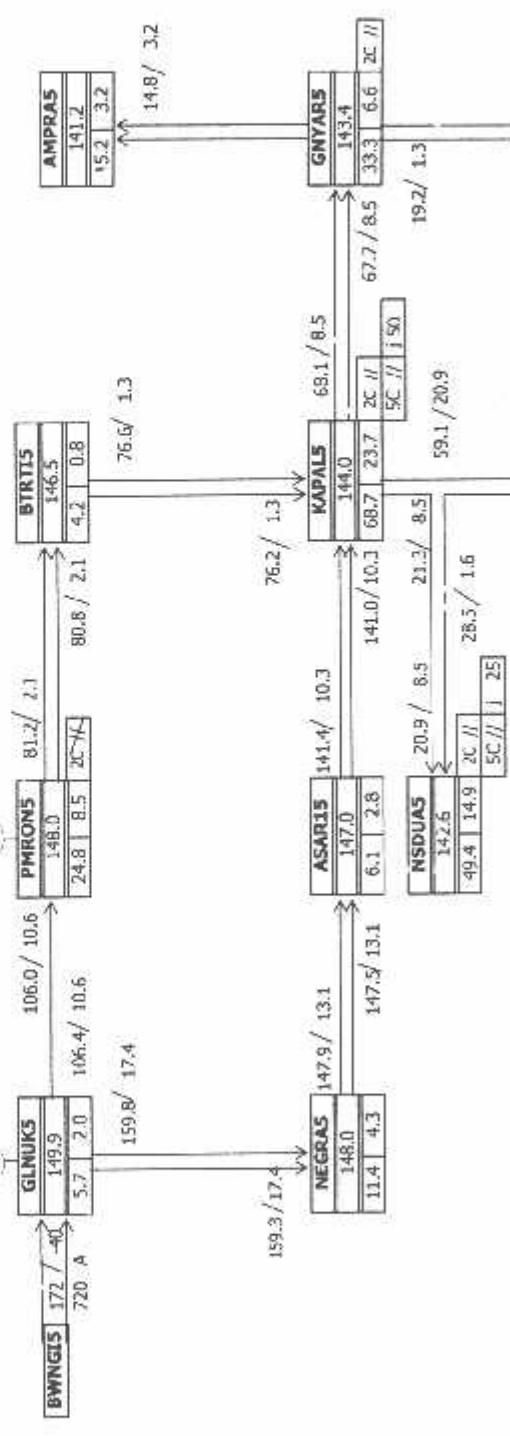 BWNGI5
172 / -40
720 A
GLNUK5
149.9
5.7 2.0
106.0 / 10.6
106.4/ 10.6
159.8/ 17.4
159.3 / 17.4
PMRON5
148.0
24.8 8.5
2C //
81.2/ 2.1
80.8 / 2.1
BTRTI5
146.5
4.2 0.8
76.6/ 1.3
76.2 / 1.3
AMPRA5
141.2
5.2 3.2
14.8/ 3.2
NEGRA5
148.0
11.4 4.3
147.9/ 13.1
147.5/ 13.1
ASAR15
147.0
6.1 2.8
141.4/ 10.3
141.0 / 10.3
KAPAL5
144.0
68.7 23.7
2C //
5C // j 50
68.1 / 8.5
67.7 / 8.5
GNYAR5
143.4
33.3 6.6
2C //
19.2/ 1.3
NSDUA5
142.6
49.4 14.9
2C //
5C // j 25
20.9 / 8.5
21.3/ 8.5
28.5 / 1.6
59.1 / 20.9